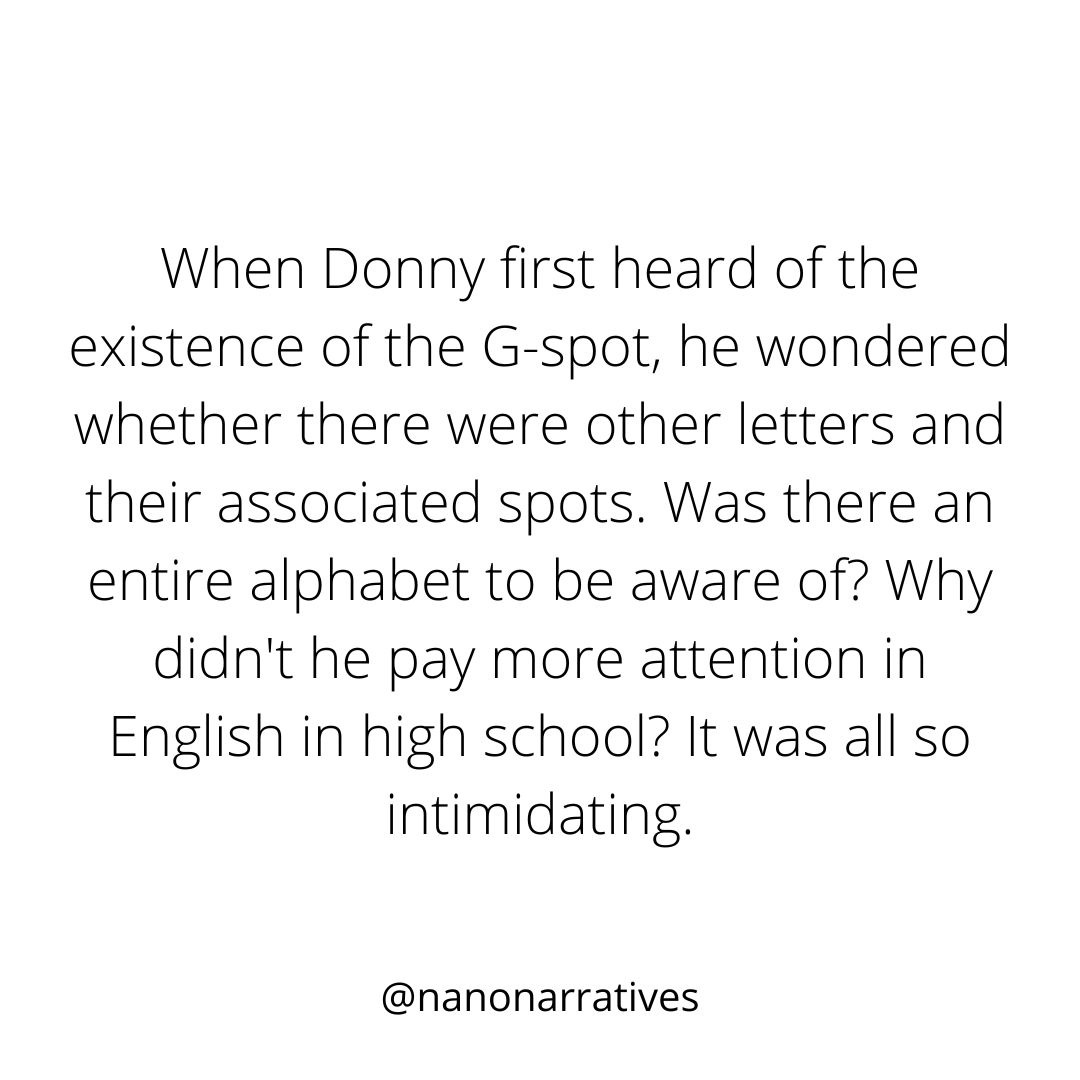 When Donny first heard of the
existence of the G-spot, he wondered
whether there were other letters and
their associated spots. Was there an
entire alphabet to be aware of? Why
didn't he pay more attention in
English in high school? It was all so
intimidating.
@nanonarratives